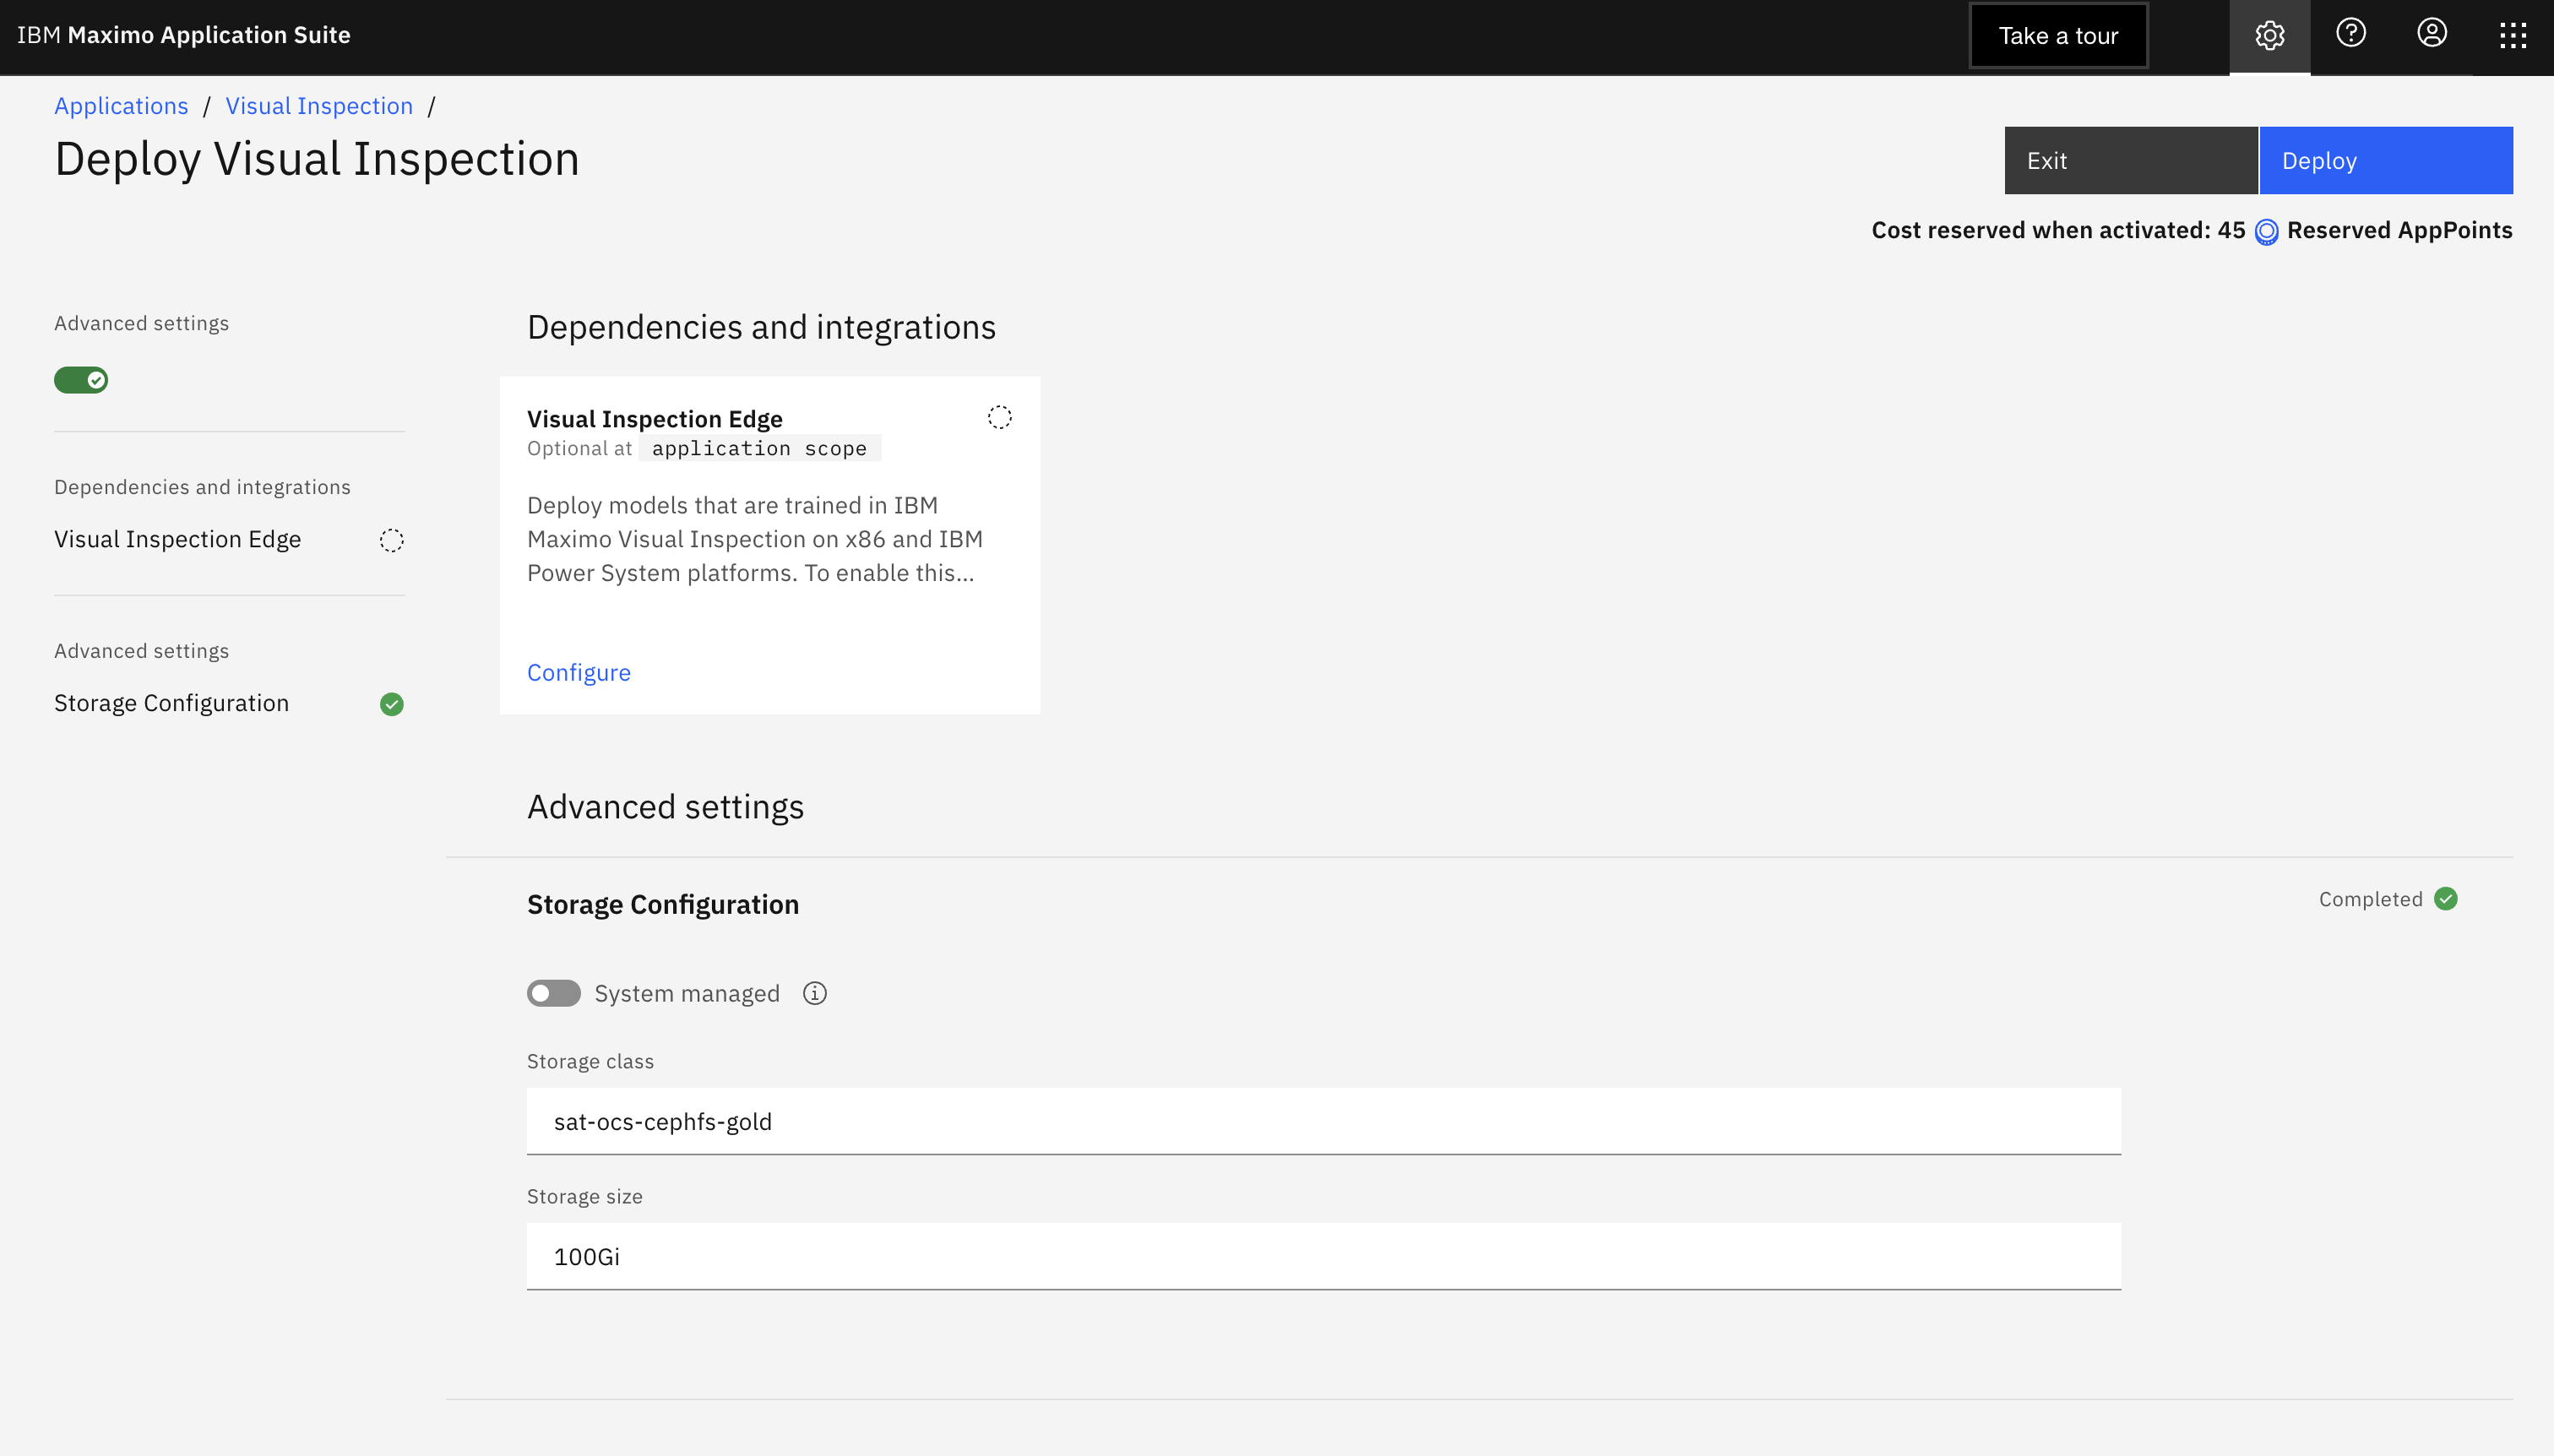 IBM Maximo Application Suite
Take a tour
Applications / Visual Inspection /
Deploy Visual Inspection
Exit
Deploy
Cost reserved when activated: 45 Reserved AppPoints
Advanced settings
Dependencies and integrations
Visual Inspection Edge
Advanced settings
Storage Configuration
Dependencies and integrations
Visual Inspection Edge
Optional at application scope
Deploy models that are trained in IBM
Maximo Visual Inspection on x86 and IBM
Power System platforms. To enable this...
Configure
Advanced settings
Storage Configuration
Completed
System managed
Storage class
sat-ocs-cephfs-gold
Storage size
100Gi